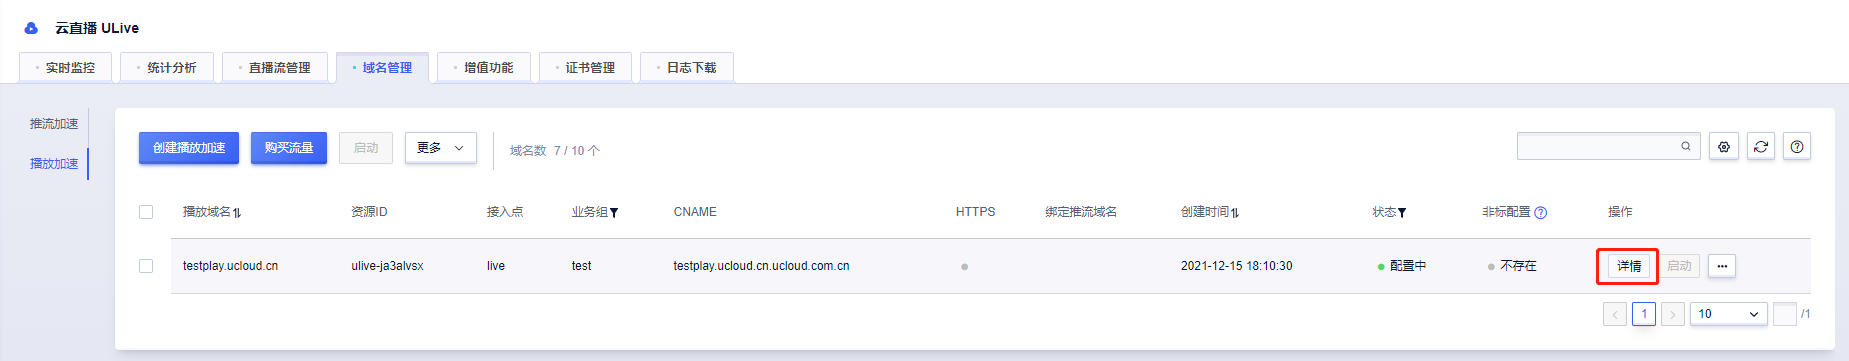 云直播 ULive
实时监控 统计分析 直播流管理 域名管理 增值功能 证书管理 日志下载
推流加速
播放加速
创建播放加速 购买流量 启动 更多 域名数 7 / 10 个
播放域名 资源ID 接入点 业务组 CNAME HTTPS 绑定推流域名 创建时间 状态 非标配置 操作
testplay.ucloud.cn ulive-ja3alvsx live test testplay.ucloud.cn.ucloud.com.cn 2021-12-15 18:10:30 配置中 不存在 详情 启动 ...
1 10 /1